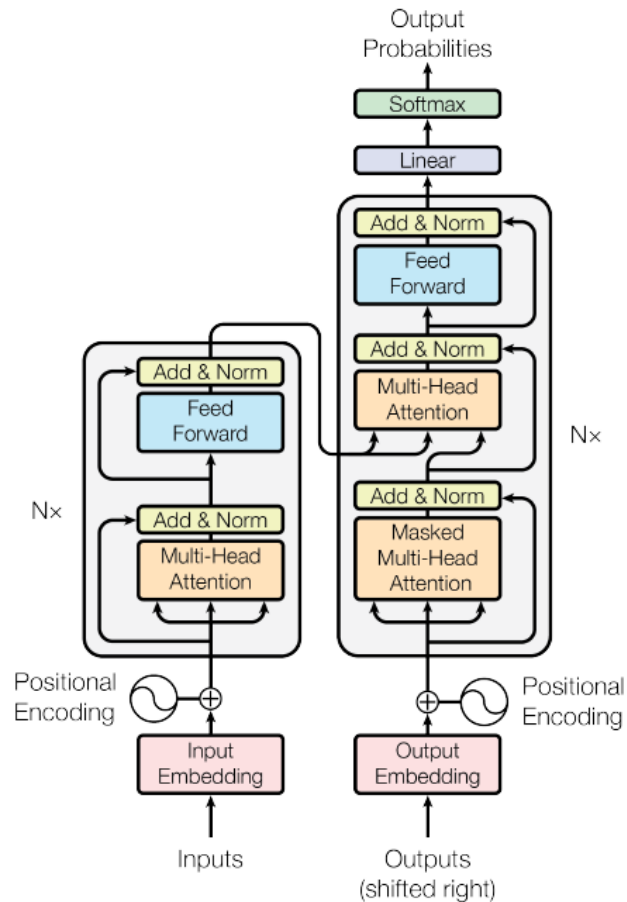 Output
Probabilities
Softmax
Linear
Add & Norm
Feed
Forward
Add & Norm
Multi-Head
Attention
Add & Norm
Masked
Multi-Head
Attention
N×
Add & Norm
Feed
Forward
Add & Norm
Multi-Head
Attention
N×
Positional
Encoding
Positional
Encoding
Input
Embedding
Output
Embedding
Inputs
Outputs
(shifted right)